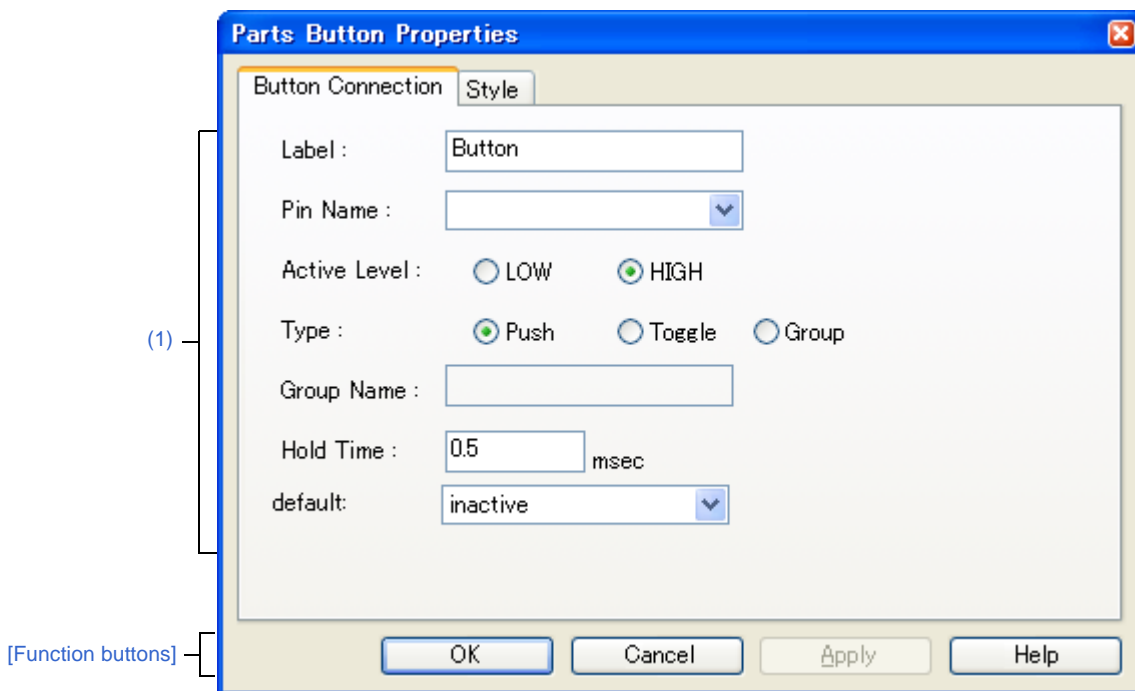 Parts Button Properties
Button Connection Style
Label : Button
Pin Name :
Active Level : LOW HIGH
(1)
Type : Push Toggle Group
Group Name :
Hold Time : 0.5 msec
default: inactive
[Function buttons]
OK Cancel Apply Help